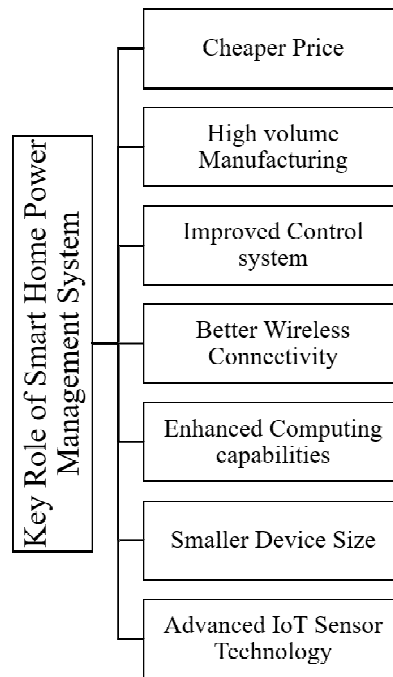 Key Role of Smart Home Power
Management System
Cheaper Price
High volume
Manufacturing
Improved Control
system
Better Wireless
Connectivity
Enhanced Computing
capabilities
Smaller Device Size
Advanced IoT Sensor
Technology